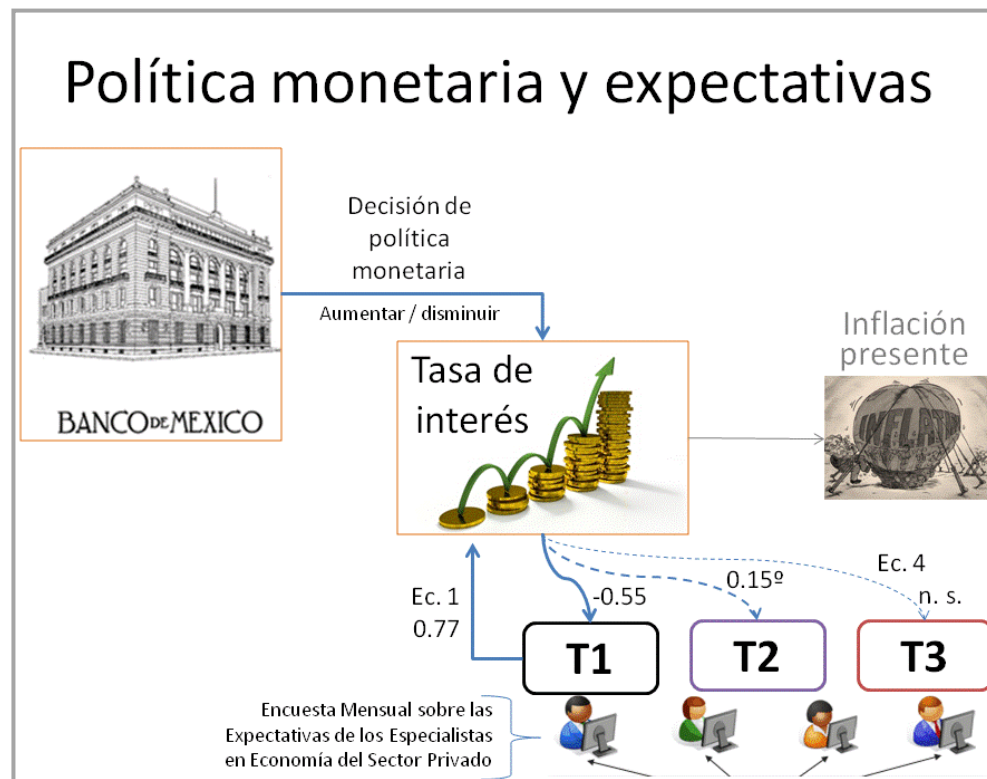 Política monetaria y expectativas
BANCO DE MEXICO
Decisión de
política
monetaria
Aumentar / disminuir
Tasa de
interés
Inflación
presente
INFLATI
Ec. 1
0.77
-0.55
0.15º
Ec. 4
n. s.
T1
T2
T3
Encuesta Mensual sobre las
Expectativas de los Especialistas
en Economía del Sector Privado